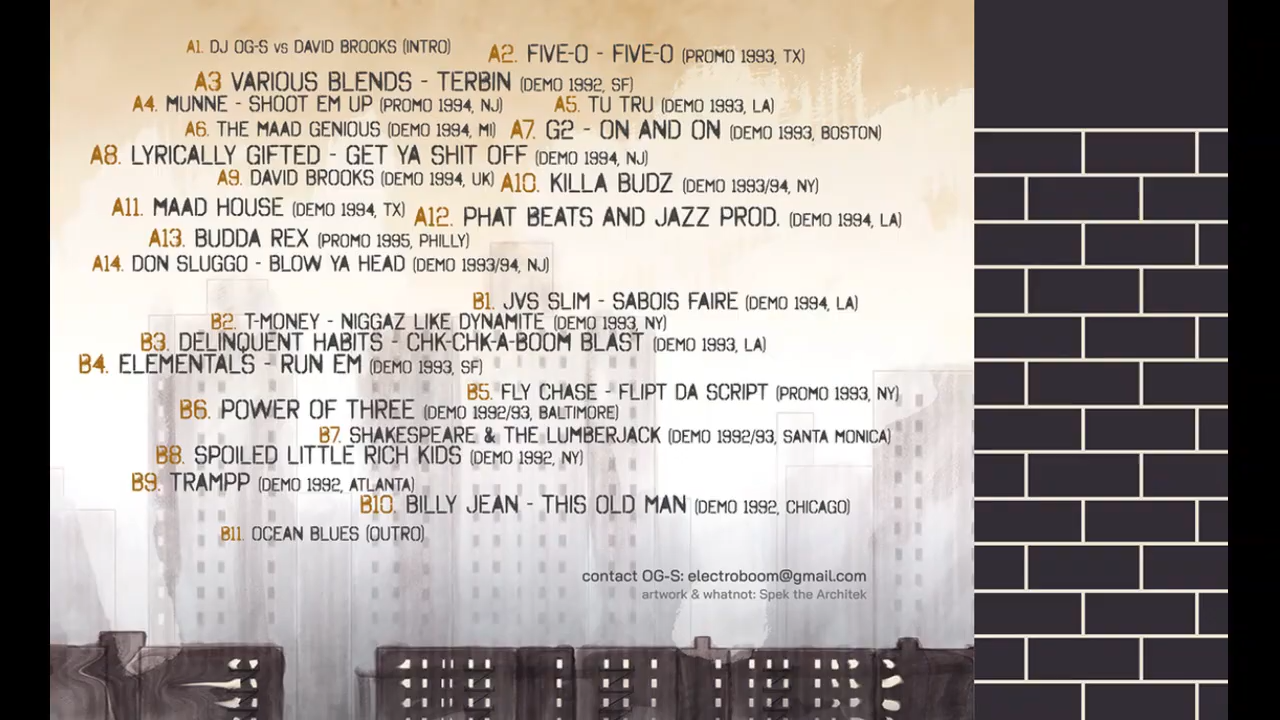 A1. DJ OG-S vs DAVID BROOKS (INTRO)
A2. FIVE-O - FIVE-O (PROMO 1993, TX)
A3 VARIOUS BLENDS - TERBIN (DEMO 1992, SF)
A4. MUNNE - SHOOT EM UP (PROMO 1994, NJ)
A5. TU TRU (DEMO 1993, LA)
A6. THE MAAD GENIOUS (DEMO 1994, MI)
A7. G2 - ON AND ON (DEMO 1993, BOSTON)
A8. LYRICALLY GIFTED - GET YA SHIT OFF (DEMO 1994, NJ)
A9. DAVID BROOKS (DEMO 1994, UK)
A10. KILLA BUDZ (DEMO 1993/94, NY)
A11. MAAD HOUSE (DEMO 1994, TX)
A12. PHAT BEATS AND JAZZ PROD. (DEMO 1994, LA)
A13. BUDDA REX (PROMO 1995, PHILLY)
A14. DON SLUGGO - BLOW YA HEAD (DEMO 1993/94, NJ)
B1. JVS SLIM - SABOIS FAIRE (DEMO 1994, LA)
B2. T-MONEY - NIGGAZ LIKE DYNAMITE (DEMO 1993, NY)
B3. DELINQUENT HABITS - CHK-CHK-A-BOOM BLAST (DEMO 1993, LA)
B4. ELEMENTALS - RUN EM (DEMO 1993, SF)
B5. FLY CHASE - FLIPT DA SCRIPT (PROMO 1993, NY)
B6. POWER OF THREE (DEMO 1992/93, BALTIMORE)
B7. SHAKESPEARE & THE LUMBERJACK (DEMO 1992/93, SANTA MONICA)
B8. SPOILED LITTLE RICH KIDS (DEMO 1992, NY)
B9. TRAMPP (DEMO 1992, ATLANTA)
B10. BILLY JEAN - THIS OLD MAN (DEMO 1992, CHICAGO)
B11. OCEAN BLUES (OUTRO)
contact OG-S: electroboom@gmail.com
artwork & whatnot: Spek the Architek